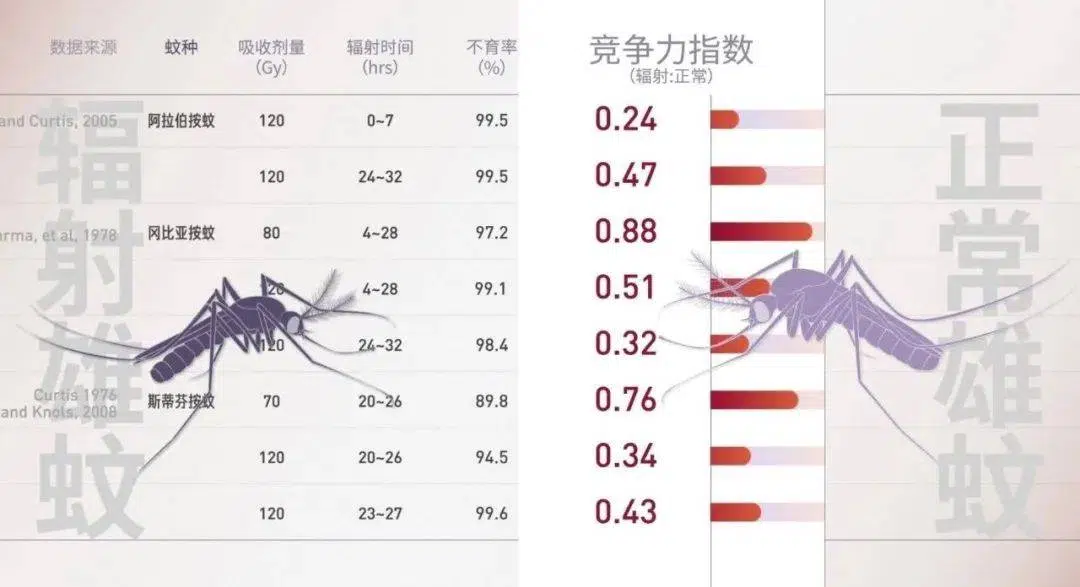 数据来源 蚊种 吸收剂量 辐射时间 不育率 竞争力指数
(Gy) (hrs) (%) (辐射:正常)
and Curtis, 2005 阿拉伯按蚊 120 0~7 99.5 0.24
120 24~32 99.5 0.47
arma, et al, 1978 冈比亚按蚊 80 4~28 97.2 0.88
120 4~28 99.1 0.51
120 24~32 98.4 0.32
Curtis 1976 斯蒂芬按蚊 70 20~26 89.8 0.76
and Knols, 2008
120 20~26 94.5 0.34
120 23~27 99.6 0.43
辐射雄蚊
正常雄蚊